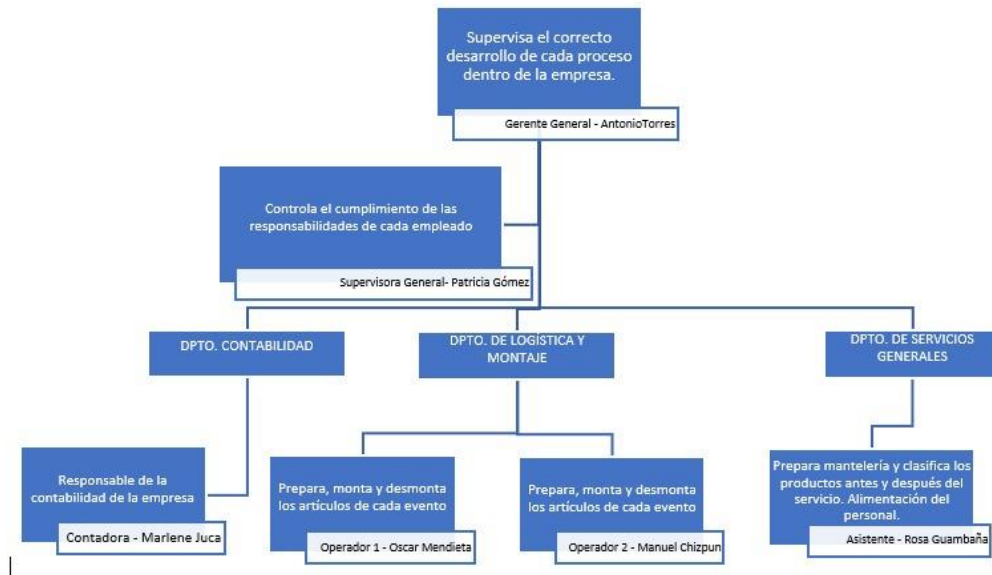 Supervisa el correcto
desarrollo de cada proceso
dentro de la empresa.
Gerente General - AntonioTorres
Controla el cumplimiento de las
responsabilidades de cada empleado
Supervisora General- Patricia Gómez
DPTO. CONTABILIDAD
DPTO. DE LOGÍSTICA Y
MONTAJE
DPTO. DE SERVICIOS
GENERALES
Responsable de la
contabilidad de la empresa
Contadora - Marlene Juca
Prepara, monta y desmonta
los artículos de cada evento
Operador 1 - Oscar Mendieta
Prepara, monta y desmonta
los artículos de cada evento
Operador 2 - Manuel Chizpun
Prepara mantelería y clasifica los
productos antes y después del
servicio. Alimentación del
personal.
Asistente - Rosa Guambaña